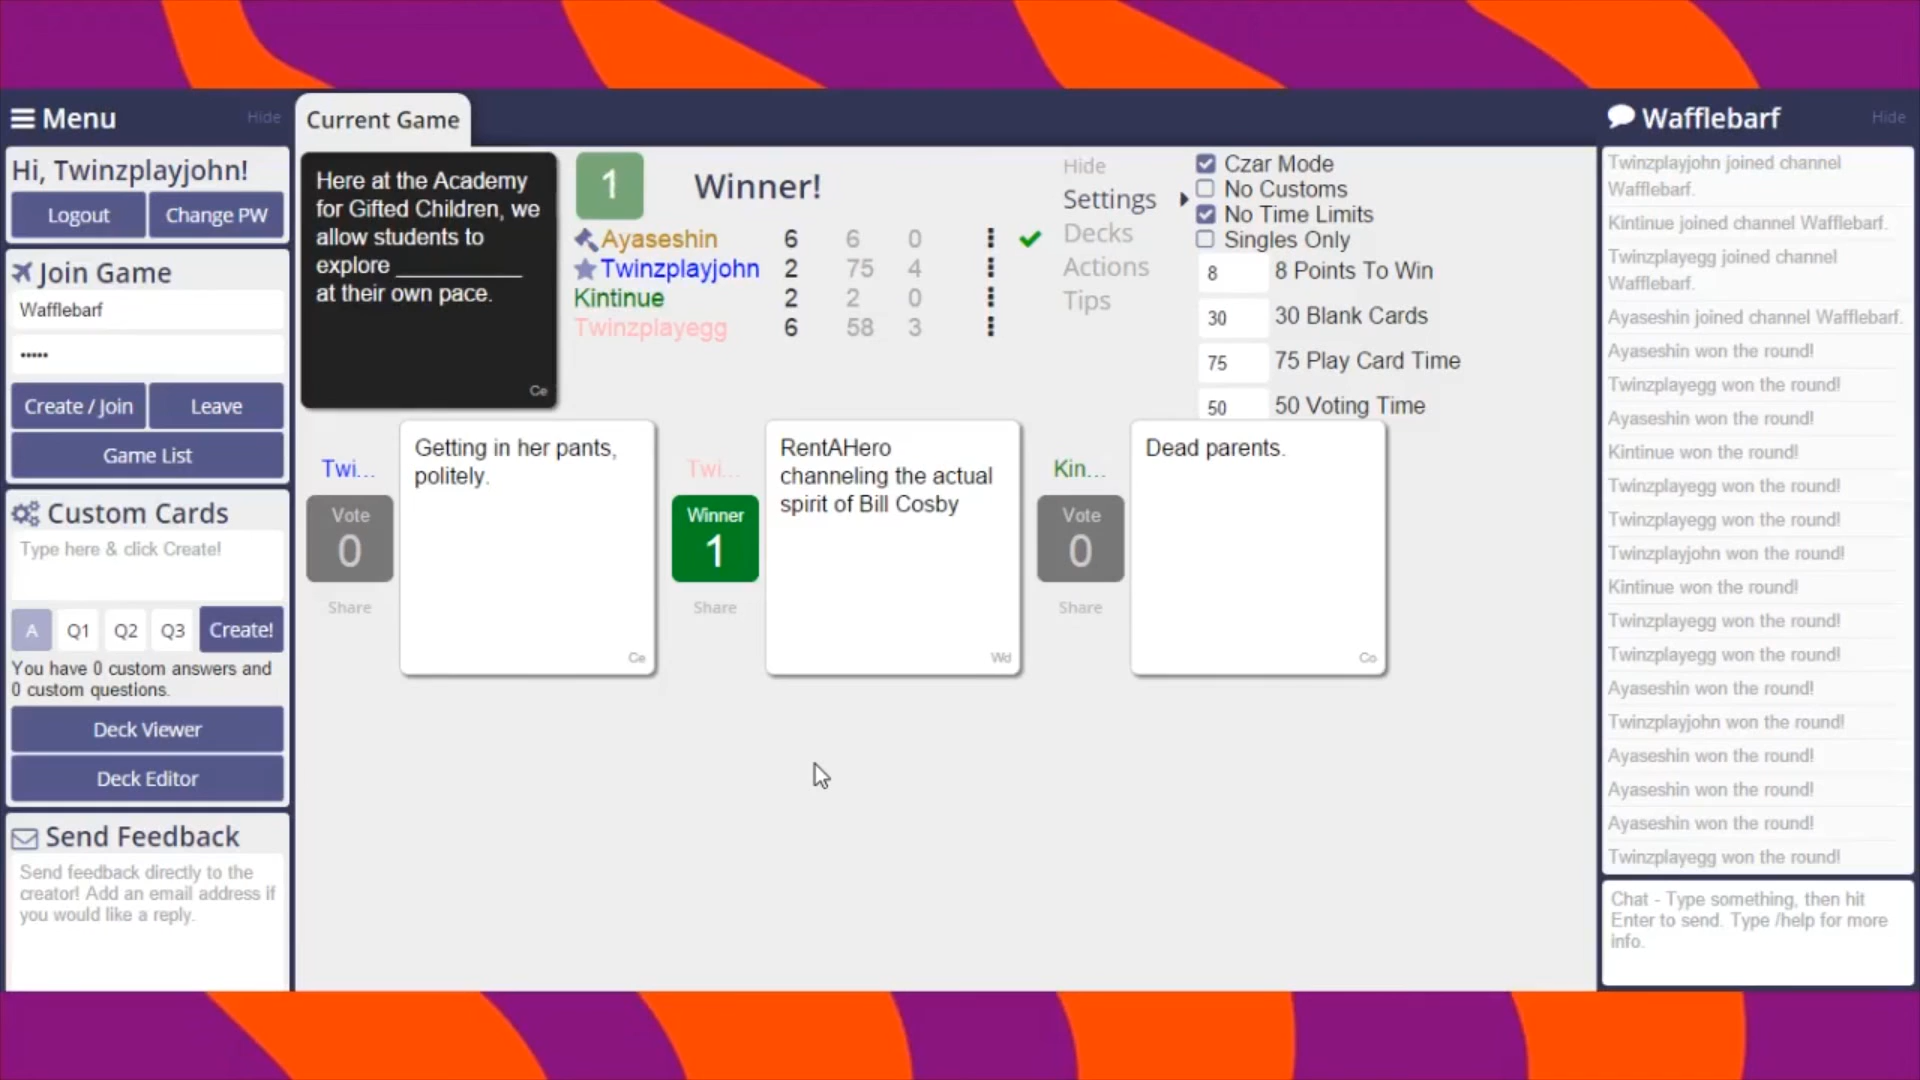 Menu
Hide
Hi, Twinzplayjohn!
Logout
Change PW
Join Game
Wafflebarf
•••••
Create / Join
Leave
Game List
Custom Cards
Type here & click Create!
A
Q1
Q2
Q3
Create!
You have 0 custom answers and
0 custom questions.
Deck Viewer
Deck Editor
Send Feedback
Send feedback directly to the
creator! Add an email address if
you would like a reply.
Current Game
Here at the Academy
for Gifted Children, we
allow students to
explore __________
at their own pace.
Ce
1
Winner!
Ayaseshin 6 6 0
Twinzplayjohn 2 75 4
Kintinue 2 2 0
Twinzplayegg 6 58 3
Hide
Settings
Decks
Actions
Tips
Czar Mode
No Customs
No Time Limits
Singles Only
8 8 Points To Win
30 30 Blank Cards
75 75 Play Card Time
50 50 Voting Time
Twi...
Vote
0
Share
Getting in her pants,
politely.
Ce
Twi...
Winner
1
Share
RentAHero
channeling the actual
spirit of Bill Cosby
Wd
Kin...
Vote
0
Share
Dead parents.
Co
Wafflebarf
Hide
Twinzplayjohn joined channel
Wafflebarf.
Kintinue joined channel Wafflebarf.
Twinzplayegg joined channel
Wafflebarf.
Ayaseshin joined channel Wafflebarf.
Ayaseshin won the round!
Twinzplayegg won the round!
Ayaseshin won the round!
Kintinue won the round!
Twinzplayegg won the round!
Twinzplayegg won the round!
Twinzplayjohn won the round!
Kintinue won the round!
Twinzplayegg won the round!
Twinzplayegg won the round!
Ayaseshin won the round!
Twinzplayjohn won the round!
Ayaseshin won the round!
Ayaseshin won the round!
Ayaseshin won the round!
Twinzplayegg won the round!
Chat - Type something, then hit
Enter to send. Type /help for more
info.